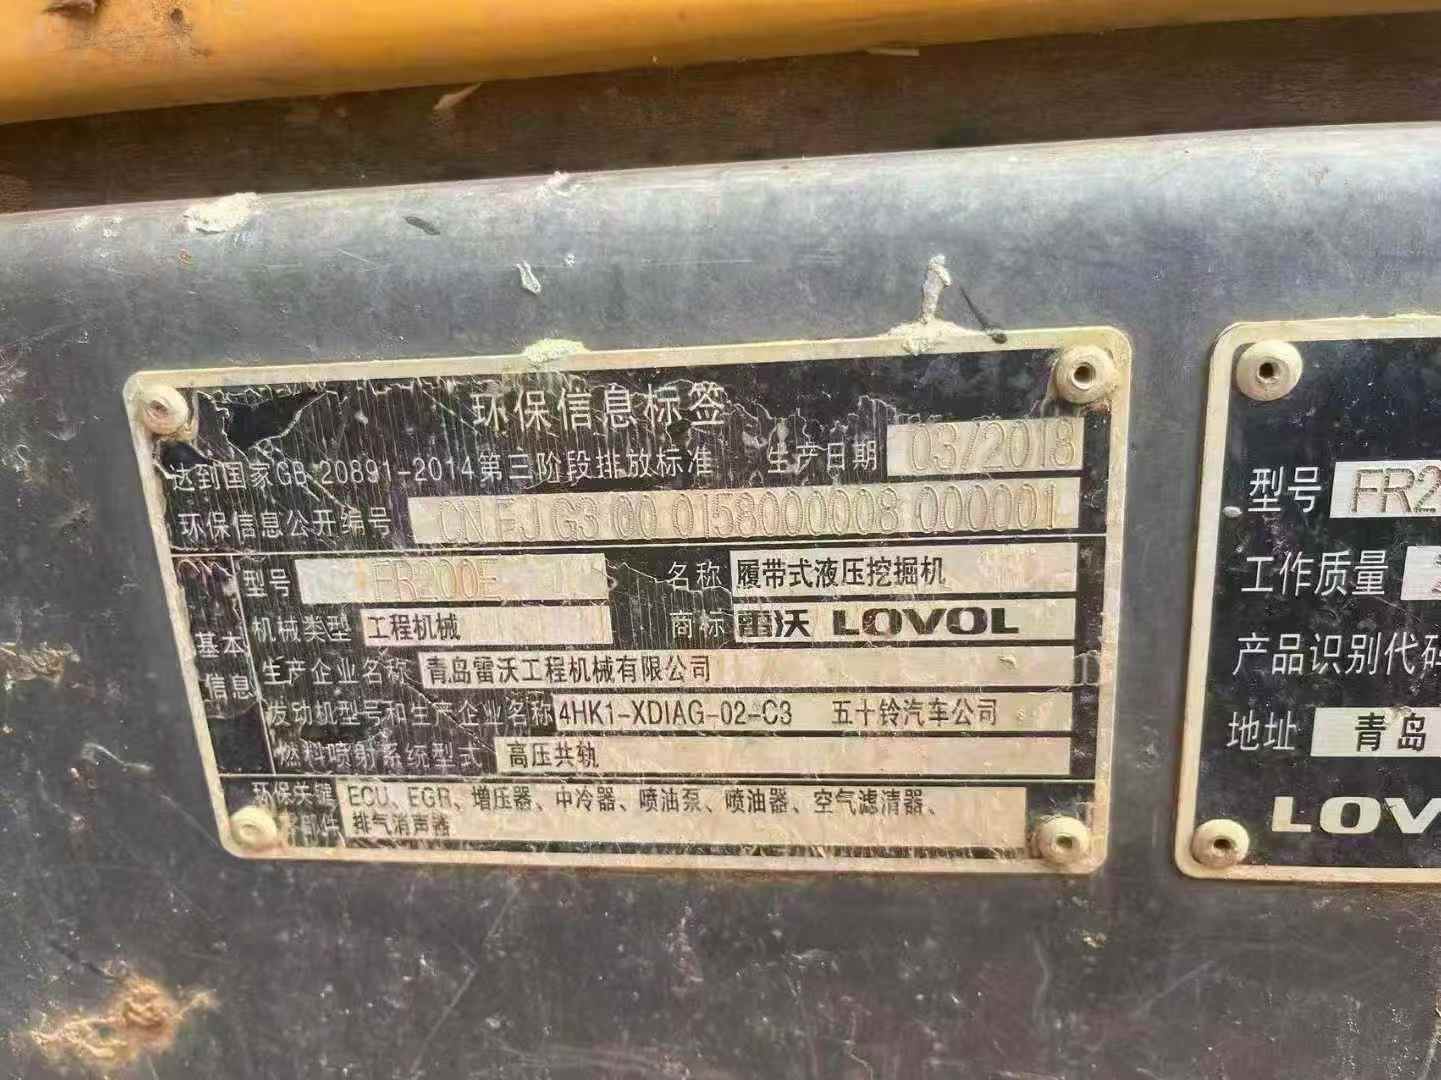 环保信息标签
达到国家GB 20891-2014第三阶段排放标准 生产日期 03/2018
环保信息公开编号 CN FJ G3 00 0158000008 000001
基本信息
型号 FR200E 名称 履带式液压挖掘机
机械类型 工程机械 商标 雷沃 LOVOL
生产企业名称 青岛雷沃工程机械有限公司
发动机型号和生产企业名称 4HK1-XDIAG-02-C3 五十铃汽车公司
燃料喷射系统型式 高压共轨
环保关键零部件 ECU、EGR、增压器、中冷器、喷油泵、喷油器、空气滤清器、
排气消声器
型号 FR2
工作质量
产品识别代码
地址 青岛
LOV